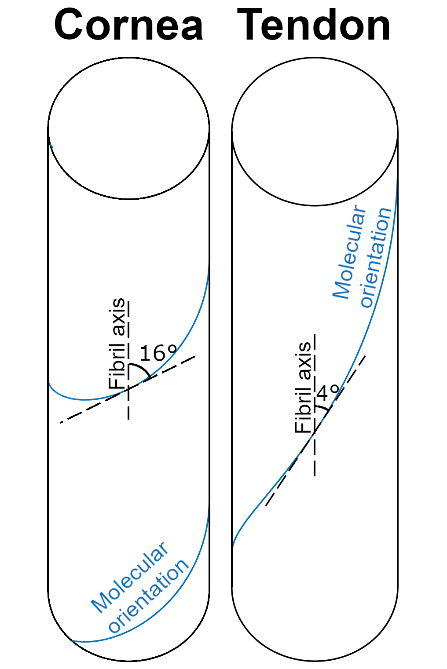 Cornea
Tendon
Fibril axis
16°
Molecular
orientation
Molecular
orientation
Fibril axis
4°